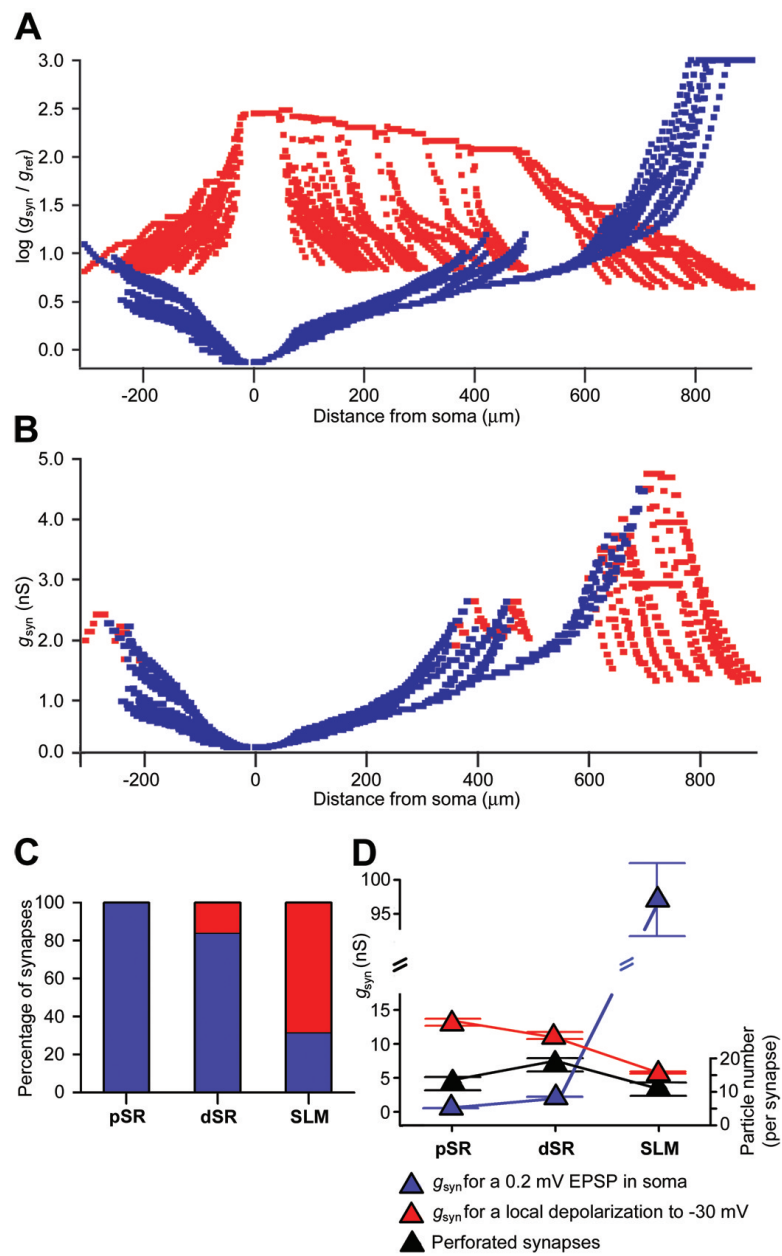 A
log (gsyn / gref)
3.0
2.5
2.0
1.5
1.0
0.5
0.0
-200
0
200
400
600
800
Distance from soma (μm)
B
gsyn (nS)
5.0
4.0
3.0
2.0
1.0
0.0
-200
0
200
400
600
800
Distance from soma (μm)
C
Percentage of synapses
100
80
60
40
20
0
pSR
dSR
SLM
D
gsyn (nS)
100
95
15
10
5
0
20
10
0
Particle number
(per synapse)
pSR
dSR
SLM
gsyn for a 0.2 mV EPSP in soma
gsyn for a local depolarization to -30 mV
Perforated synapses